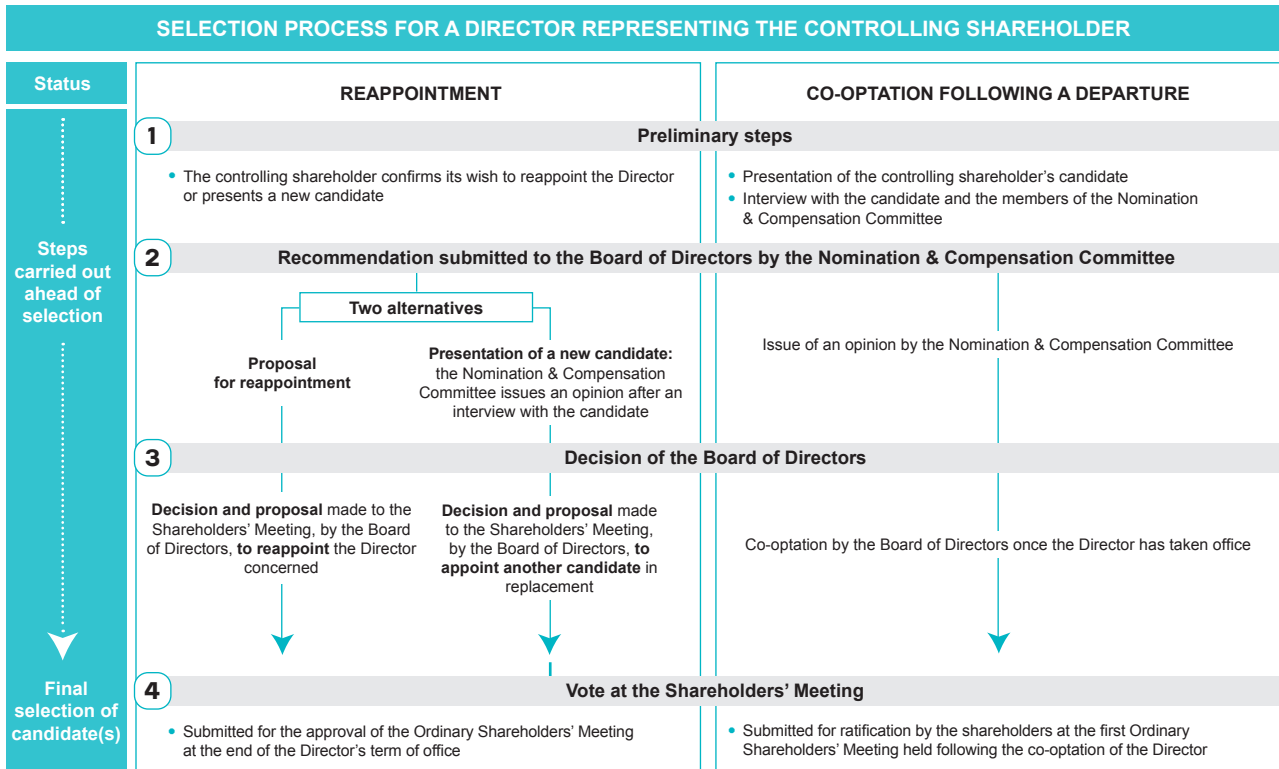 SELECTION PROCESS FOR A DIRECTOR REPRESENTING THE CONTROLLING SHAREHOLDER
Status
REAPPOINTMENT
CO-OPTATION FOLLOWING A DEPARTURE
Steps
carried out
ahead of
selection
1
Preliminary steps
• The controlling shareholder confirms its wish to reappoint the Director
or presents a new candidate
• Presentation of the controlling shareholder's candidate
• Interview with the candidate and the members of the Nomination
& Compensation Committee
2
Recommendation submitted to the Board of Directors by the Nomination & Compensation Committee
Two alternatives
Proposal
for reappointment
Presentation of a new candidate:
the Nomination & Compensation
Committee issues an opinion after an
interview with the candidate
Issue of an opinion by the Nomination & Compensation Committee
3
Decision of the Board of Directors
Decision and proposal made to the
Shareholders' Meeting, by the Board
of Directors, to reappoint the Director
concerned
Decision and proposal made
to the Shareholders' Meeting,
by the Board of Directors, to
appoint another candidate in
replacement
Co-optation by the Board of Directors once the Director has taken office
Final
selection of
candidate(s)
4
Vote at the Shareholders' Meeting
• Submitted for the approval of the Ordinary Shareholders' Meeting
at the end of the Director's term of office
• Submitted for ratification by the shareholders at the first Ordinary
Shareholders' Meeting held following the co-optation of the Director